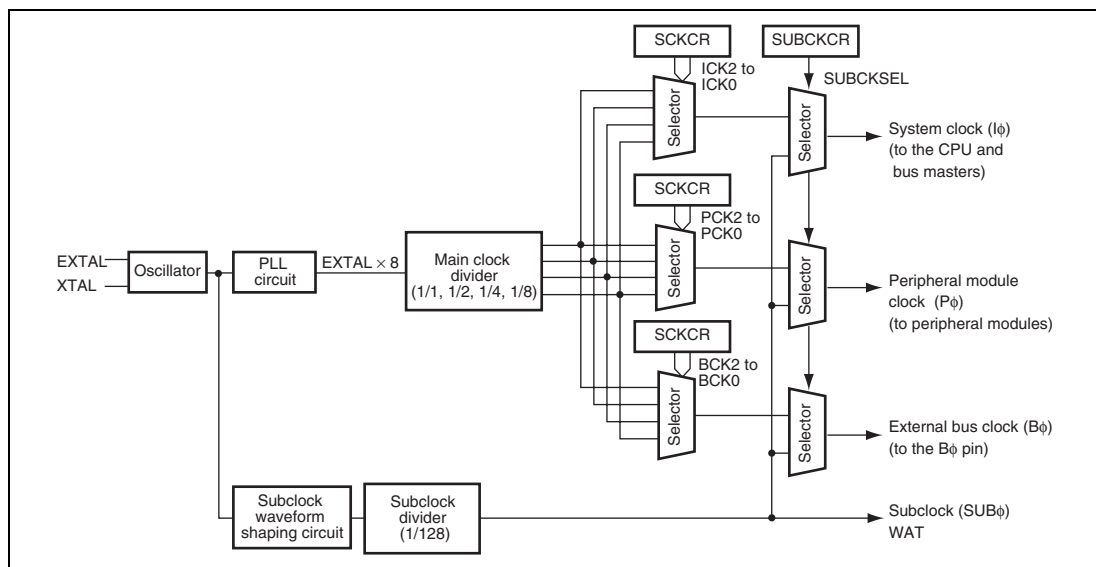 SCKCR
SUBCKCR
ICK2 to
ICK0
SUBCKSEL
Selector
Selector
System clock (Iϕ)
(to the CPU and
bus masters)
SCKCR
PCK2 to
PCK0
EXTAL
XTAL
Oscillator
PLL
circuit
EXTAL × 8
Main clock
divider
(1/1, 1/2, 1/4, 1/8)
Selector
Selector
Peripheral module
clock (Pϕ)
(to peripheral modules)
SCKCR
BCK2 to
BCK0
Selector
Selector
External bus clock (Bϕ)
(to the Bϕ pin)
Subclock
waveform
shaping circuit
Subclock
divider
(1/128)
Subclock (SUBϕ)
WAT